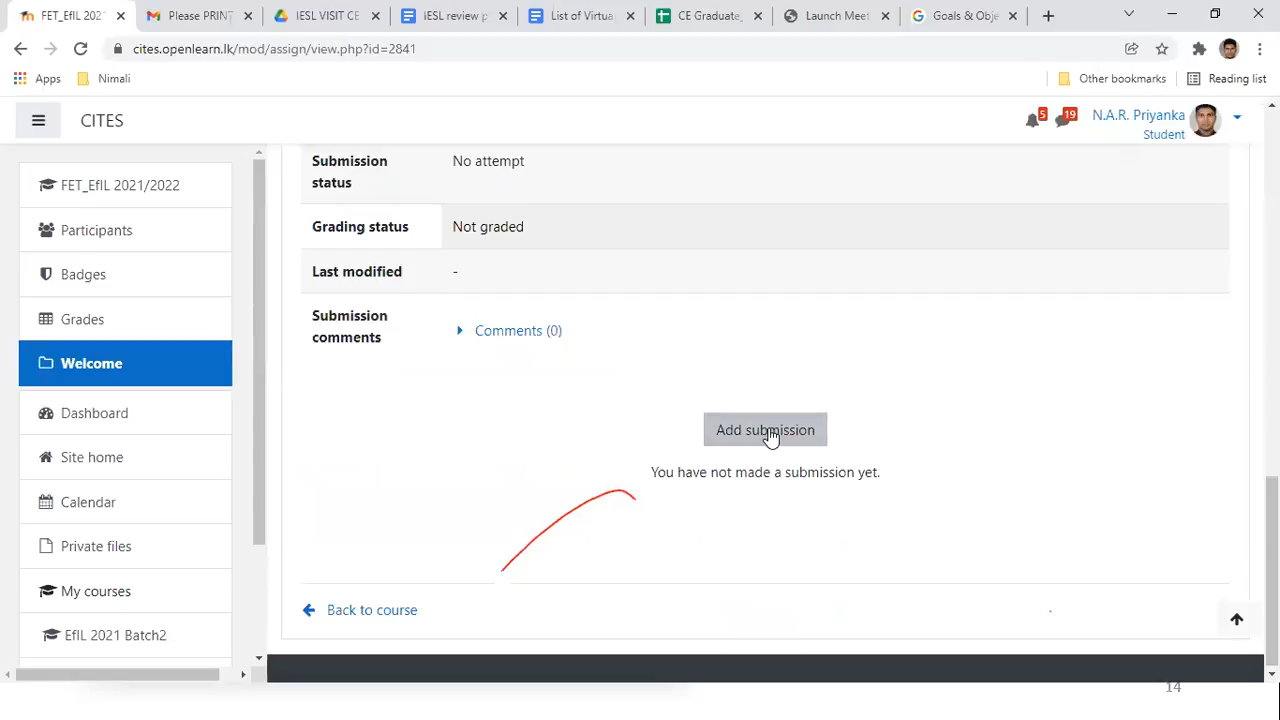 FET_EfIL 202
Please PRE
IESL VISIT CE
IESL review p
List of Virtua
CE Graduate
Launch Meet
Goals & Obje
cites.openlearn.lk/mod/assign/view.php?id=2841
Apps
Nimali
Other bookmarks
Reading list
CITES
5
19
N.A.R. Priyanka
Student
FET_EfIL 2021/2022
Participants
Badges
Grades
Welcome
Dashboard
Site home
Calendar
Private files
My courses
EfIL 2021 Batch2
Submission status
No attempt
Grading status
Not graded
Last modified
-
Submission comments
Comments (0)
Add submission
You have not made a submission yet.
Back to course
14